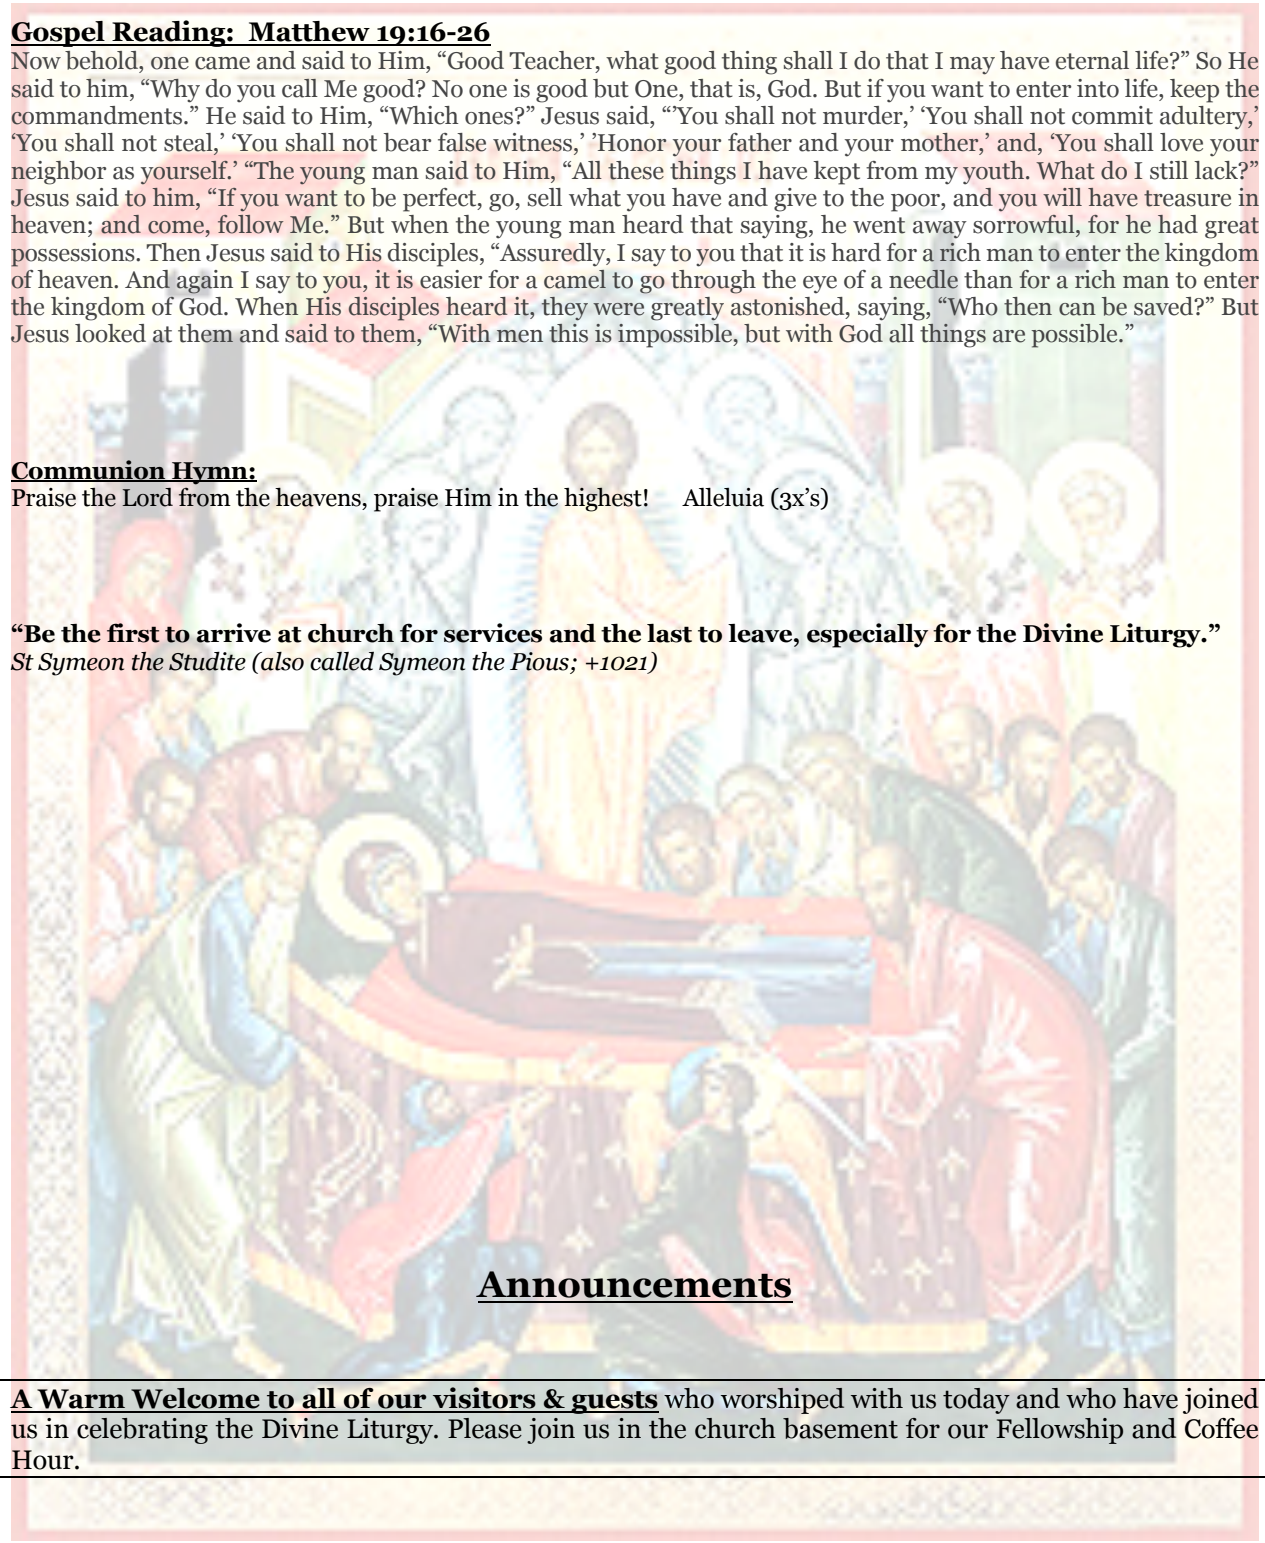 Gospel Reading:  Matthew 19:16-26
Now behold, one came and said to Him, “Good Teacher, what good thing shall I do that I may have eternal life?” So He
said to him, “Why do you call Me good? No one is good but One, that is, God. But if you want to enter into life, keep the
commandments.” He said to Him, “Which ones?” Jesus said, “’You shall not murder,’ ‘You shall not commit adultery,’
‘You shall not steal,’ ‘You shall not bear false witness,’ ’Honor your father and your mother,’ and, ‘You shall love your
neighbor as yourself.’ “The young man said to Him, “All these things I have kept from my youth. What do I still lack?”
Jesus said to him, “If you want to be perfect, go, sell what you have and give to the poor, and you will have treasure in
heaven; and come, follow Me.” But when the young man heard that saying, he went away sorrowful, for he had great
possessions. Then Jesus said to His disciples, “Assuredly, I say to you that it is hard for a rich man to enter the kingdom
of heaven. And again I say to you, it is easier for a camel to go through the eye of a needle than for a rich man to enter
the kingdom of God. When His disciples heard it, they were greatly astonished, saying, “Who then can be saved?” But
Jesus looked at them and said to them, “With men this is impossible, but with God all things are possible.”
Communion Hymn:
Praise the Lord from the heavens, praise Him in the highest!    Alleluia (3x’s)
“Be the first to arrive at church for services and the last to leave, especially for the Divine Liturgy.”
St Symeon the Studite (also called Symeon the Pious; +1021)
Announcements
A Warm Welcome to all of our visitors & guests who worshiped with us today and who have joined
us in celebrating the Divine Liturgy. Please join us in the church basement for our Fellowship and Coffee
Hour.